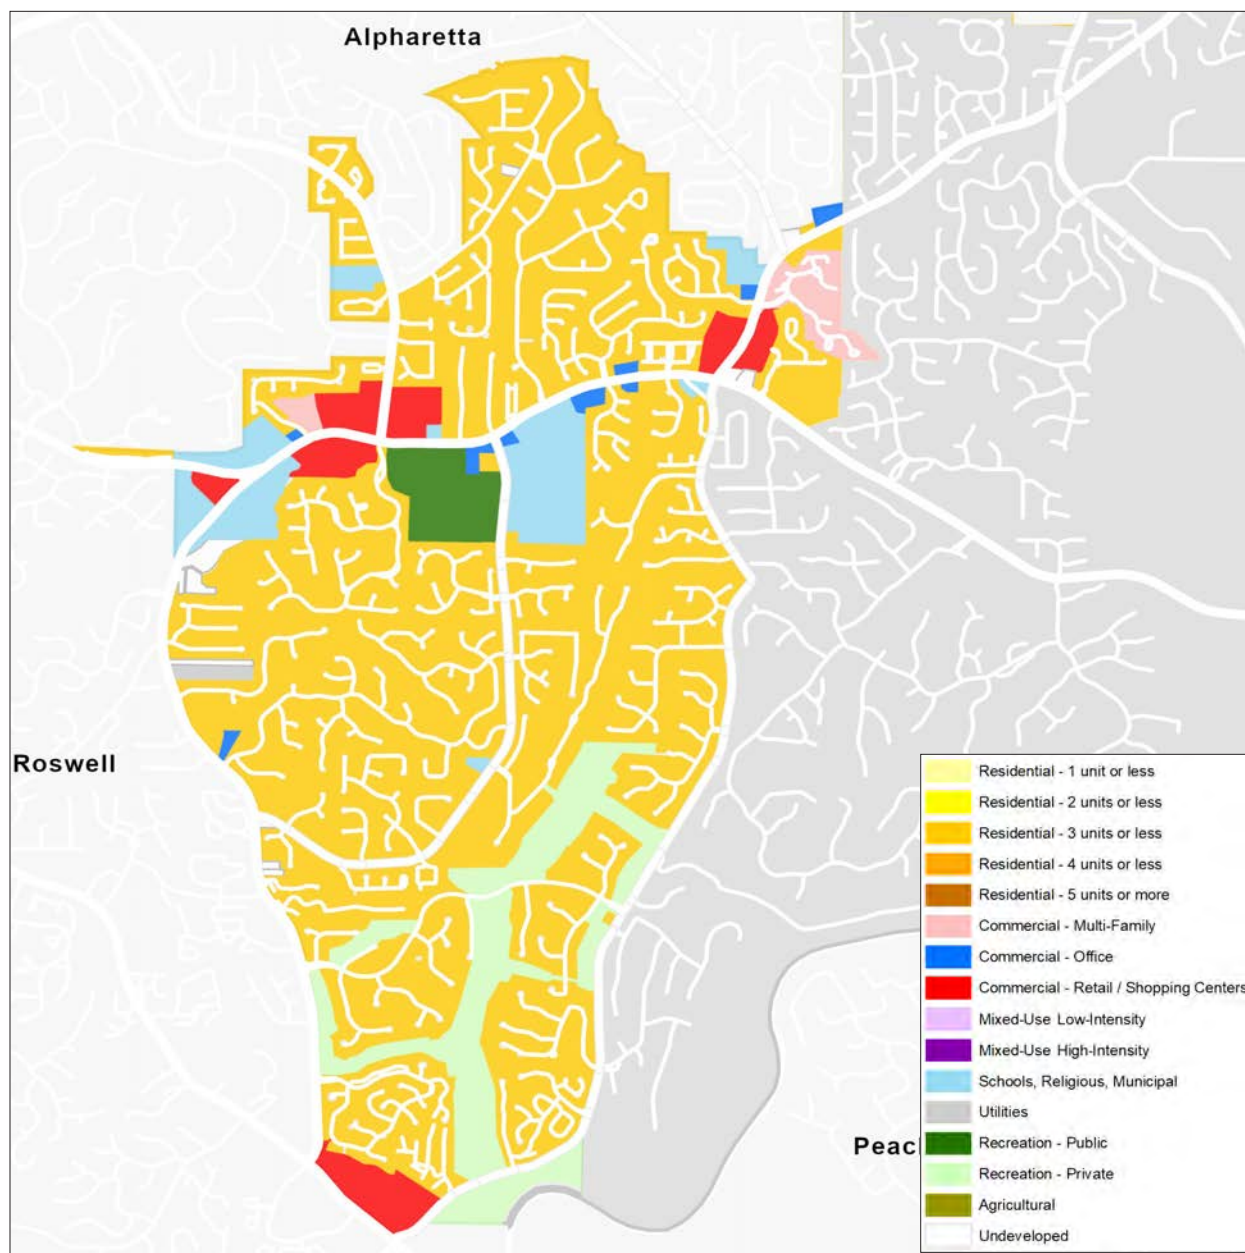 Alpharetta
Roswell
Residential - 1 unit or less
Residential - 2 units or less
Residential - 3 units or less
Residential - 4 units or less
Residential - 5 units or more
Commercial - Multi-Family
Commercial - Office
Commercial - Retail / Shopping Centers
Mixed-Use Low-Intensity
Mixed-Use High-Intensity
Schools, Religious, Municipal
Utilities
Peac
Recreation - Public
Recreation - Private
Agricultural
Undeveloped